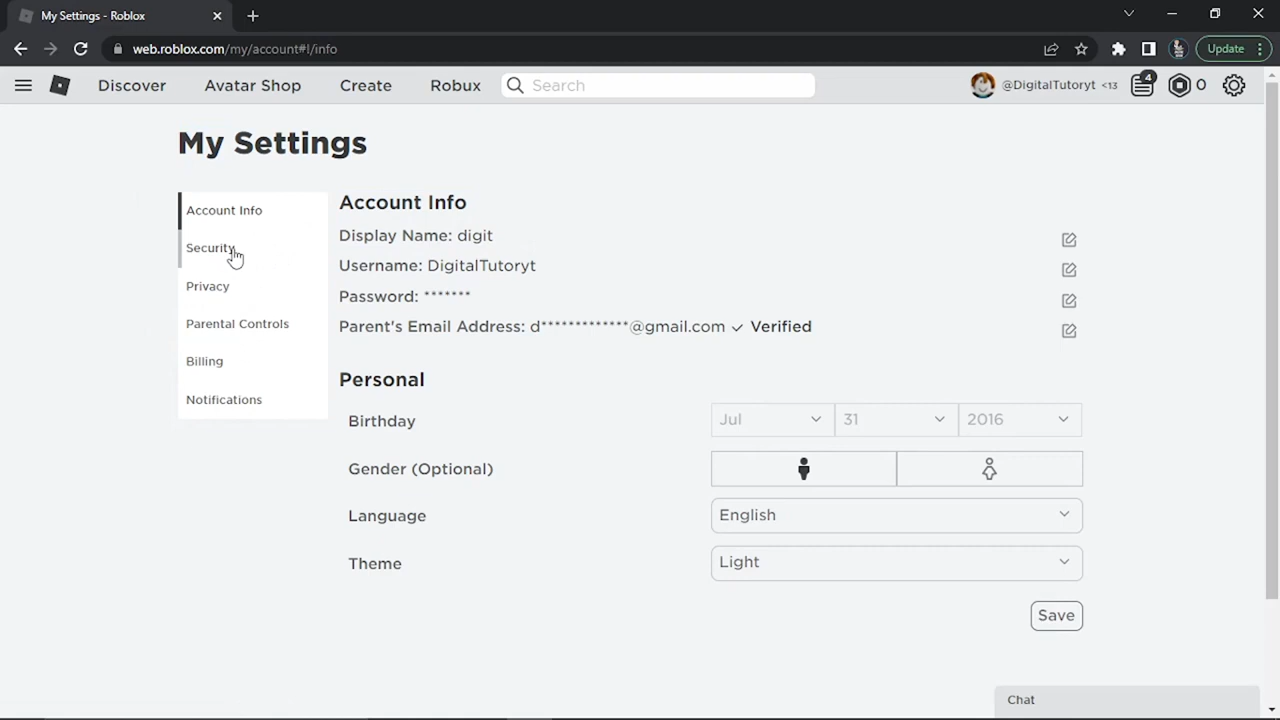 My Settings - Roblox
web.roblox.com/my/account#!/info
Update
Discover
Avatar Shop
Create
Robux
Search
@DigitalTutoryt <13
4
0
My Settings
Account Info
Security
Privacy
Parental Controls
Billing
Notifications
Account Info
Display Name: digit
Username: DigitalTutoryt
Password: *******
Parent's Email Address: d*************@gmail.com ✓ Verified
Personal
Birthday
Jul
31
2016
Gender (Optional)
Language
English
Theme
Light
Save
Chat